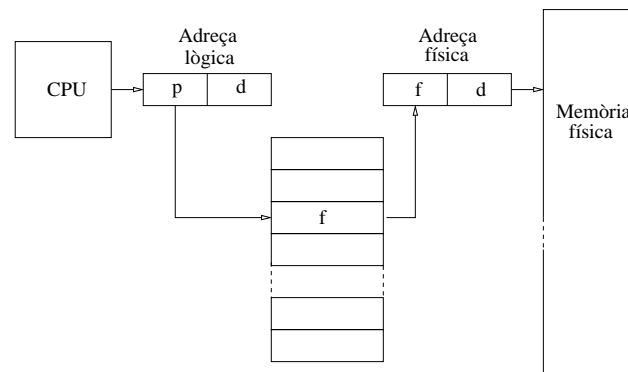 Adreça
lògica
Adreça
física
CPU
p
d
f
d
Memòria
física
f